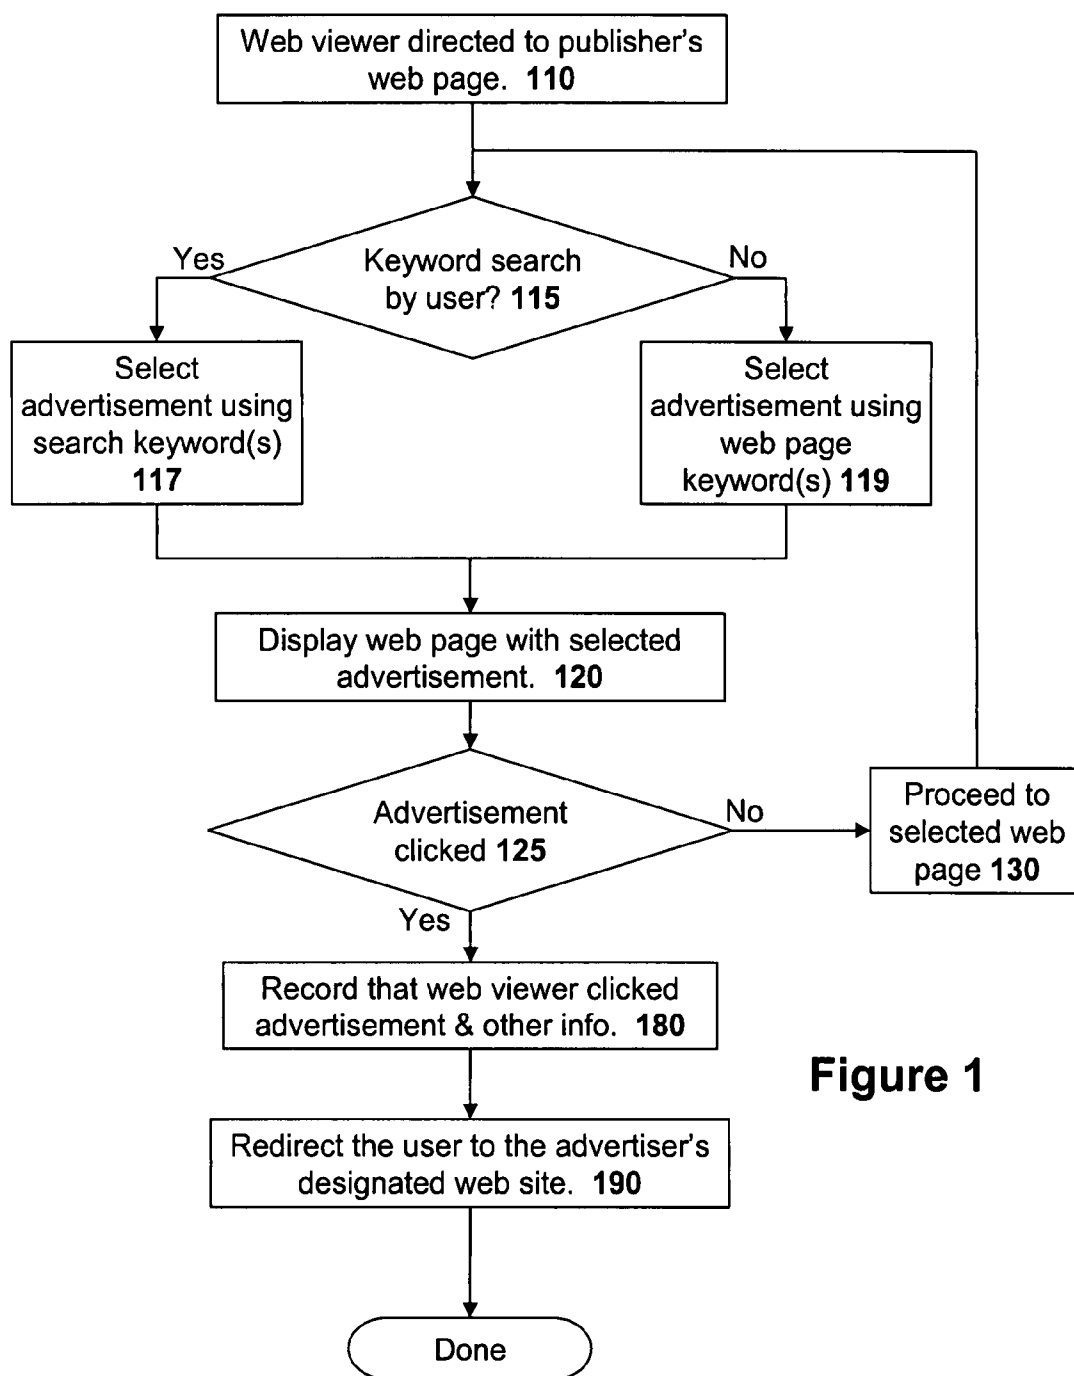 Web viewer directed to publisher's
web page. 110
Yes
Keyword search
by user? 115
No
Select
advertisement using
search keyword(s)
117
Select
advertisement using
web page
keyword(s) 119
Display web page with selected
advertisement. 120
Advertisement
clicked 125
No
Proceed to
selected web
page 130
Yes
Record that web viewer clicked
advertisement & other info. 180
Figure 1
Redirect the user to the advertiser's
designated web site. 190
Done